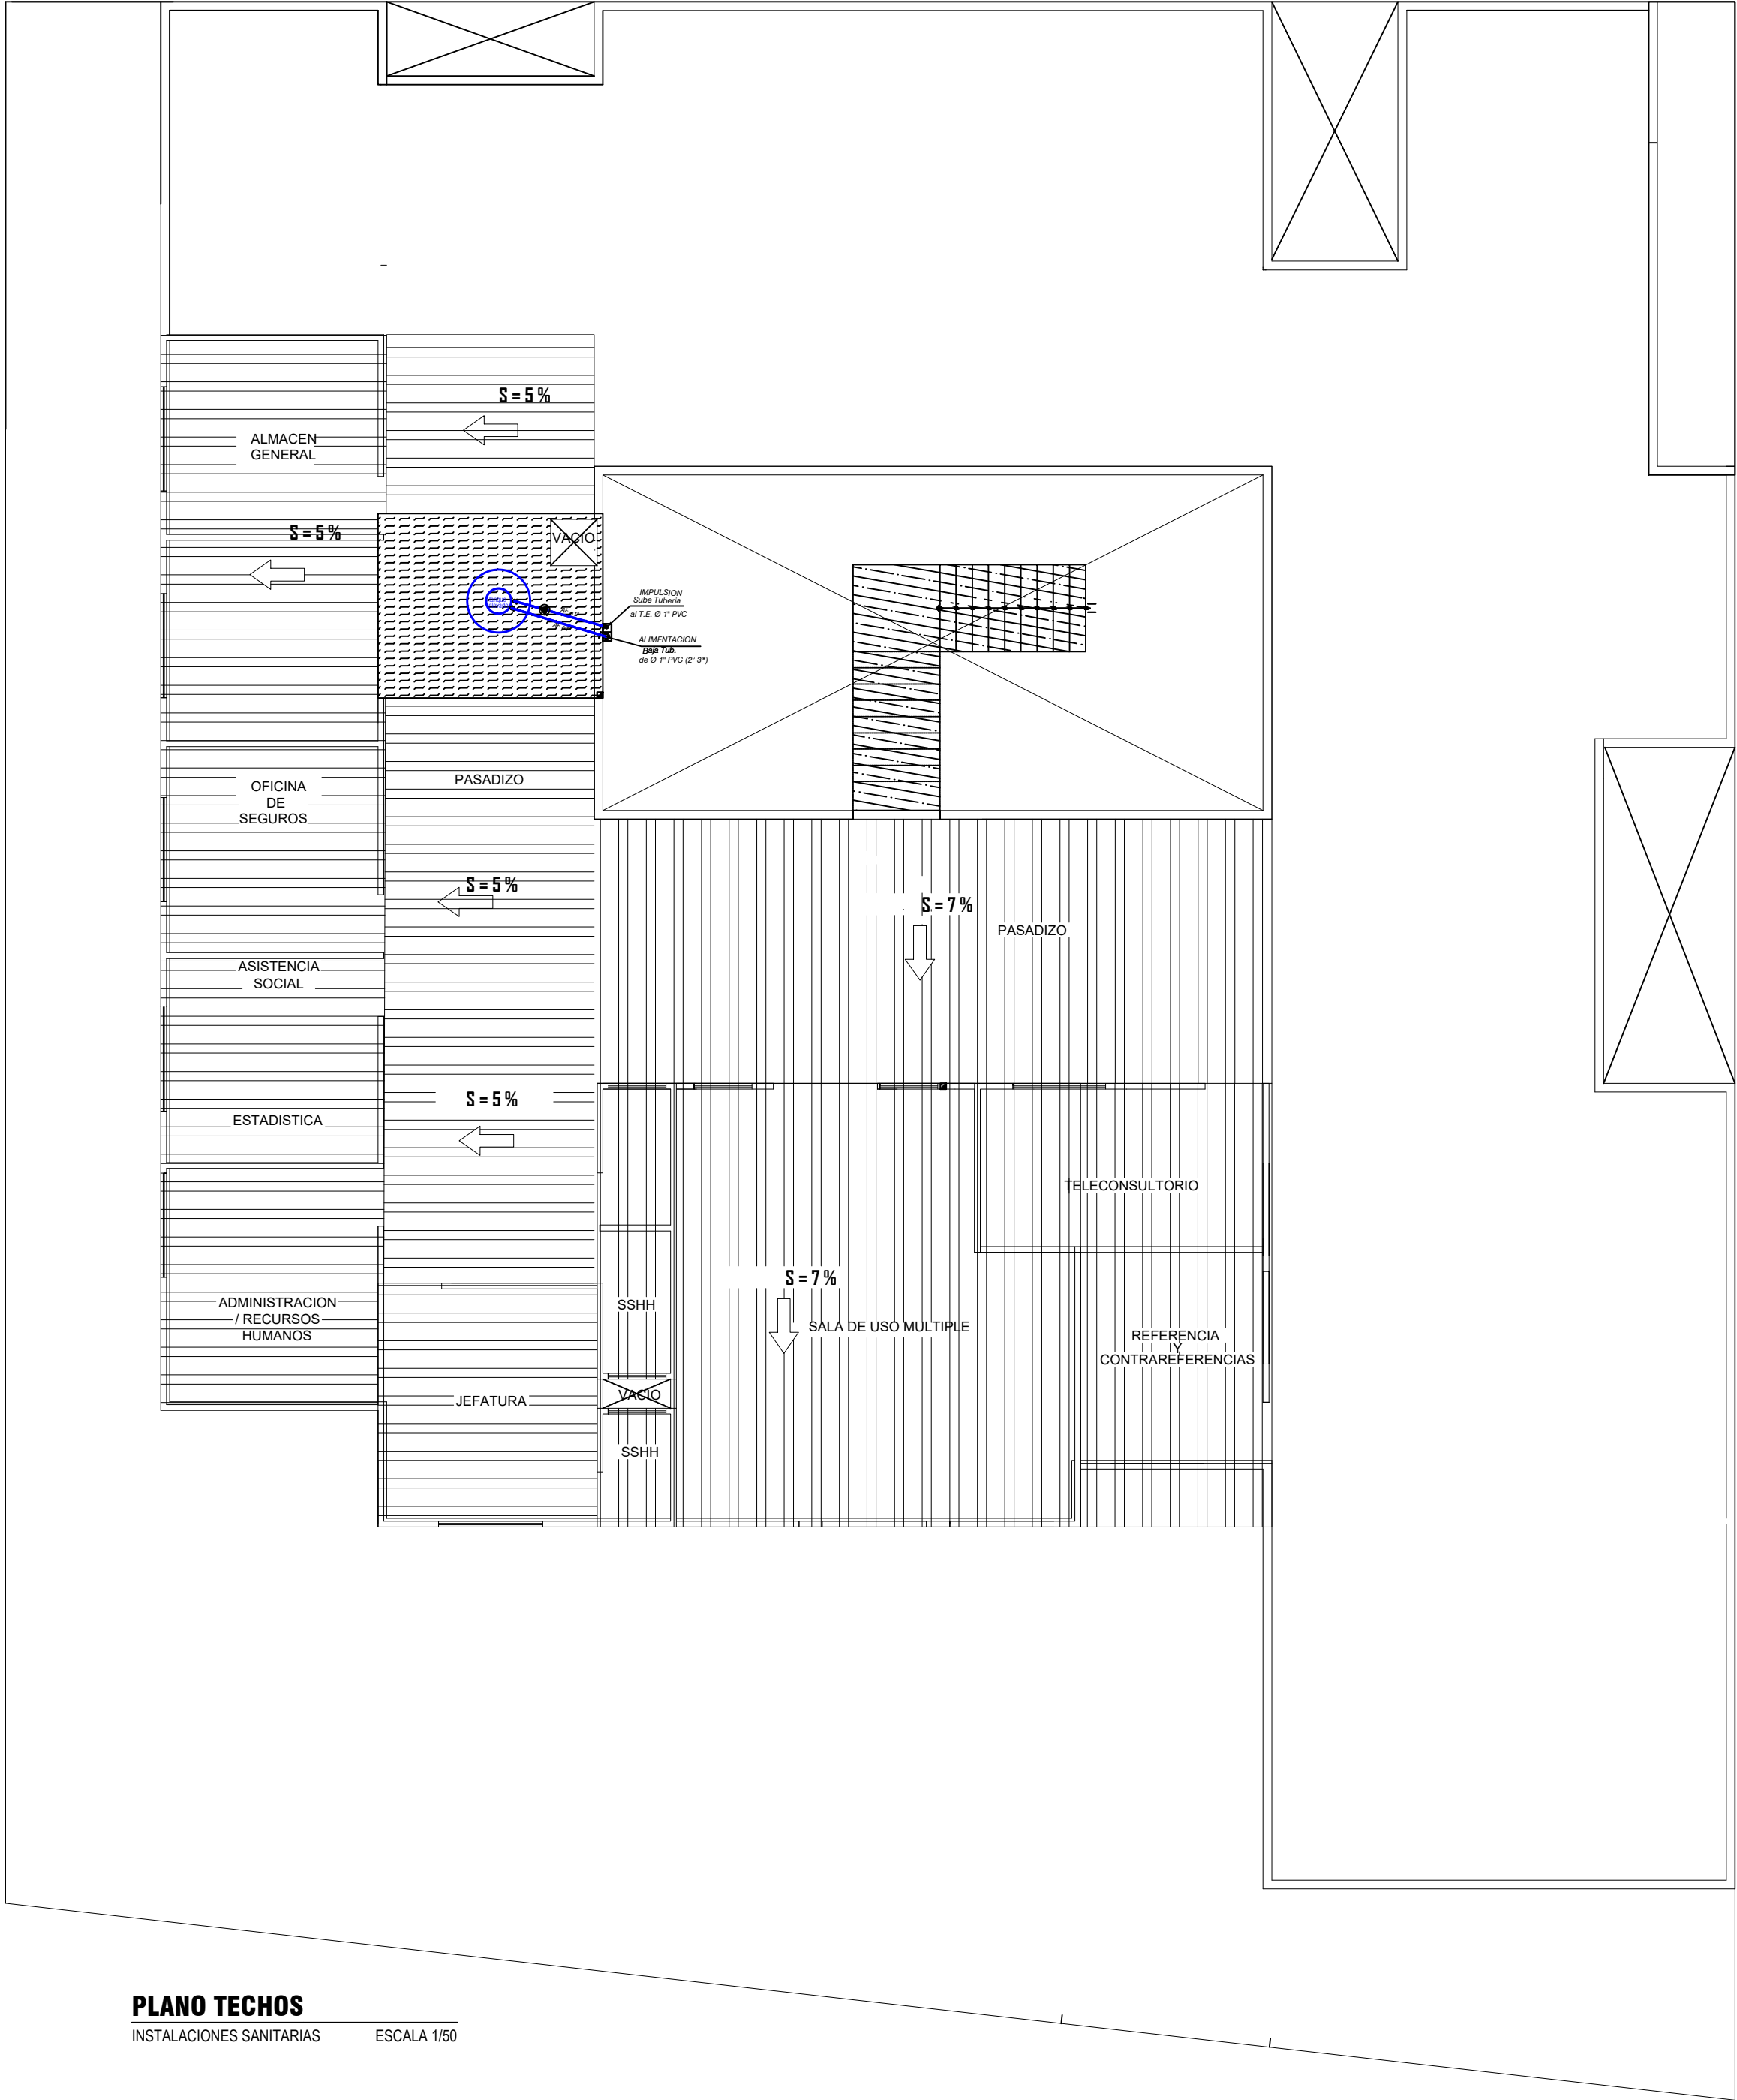 S = 5 %
ALMACEN
GENERAL
S = 5 %
VACIO
IMPULSION
Sube Tuberia
al T.E. Ø 1" PVC
ALIMENTACION
Baja Tub.
de Ø 1" PVC (2° 3°)
OFICINA
DE
SEGUROS
PASADIZO
S = 5 %
S = 7 %
PASADIZO
ASISTENCIA
SOCIAL
S = 5 %
ESTADISTICA
TELECONSULTORIO
S = 7 %
ADMINISTRACION
/ RECURSOS
HUMANOS
SSHH
SALA DE USO MULTIPLE
REFERENCIA
Y
CONTRAREFERENCIAS
JEFATURA
VACIO
SSHH
PLANO TECHOS
INSTALACIONES SANITARIAS ESCALA 1/50